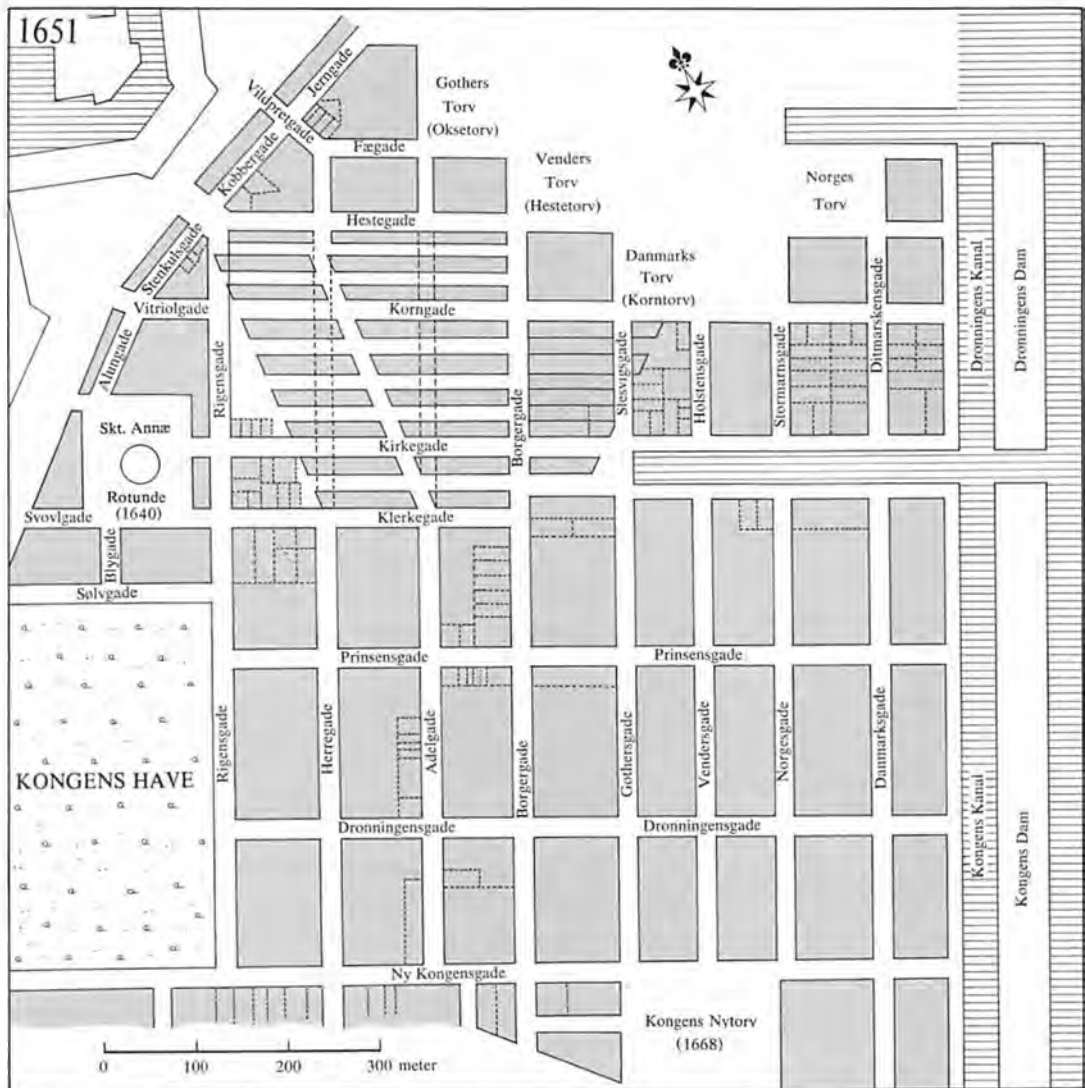 1651
Jerngade
Vildpretgade
Gothers
Torv
(Oksetorv)
Kobbergade
Fægade
Venders
Torv
(Hestetorv)
Norges
Torv
Hestegade
Stenkulsgade
Danmarks
Torv
(Korntorv)
Vitriolgade
Korngade
Alungade
Rigensgade
Borgergade
Slesvigsgade
Holstensgade
Stormarnsgade
Ditmarskensgade
Dronningens Kanal
Dronningens Dam
Skt. Annæ
Rotunde
(1640)
Kirkegade
Svovlgade
Klerkegade
Blygade
Sølvgade
Prinsensgade
Prinsensgade
KONGENS HAVE
Rigensgade
Herregade
Adelgade
Borgergade
Gothersgade
Vendersgade
Norgesgade
Danmarksgade
Kongens Kanal
Kongens Dam
Dronningensgade
Dronningensgade
Ny Kongensgade
Kongens Nytorv
(1668)
0 100 200 300 meter